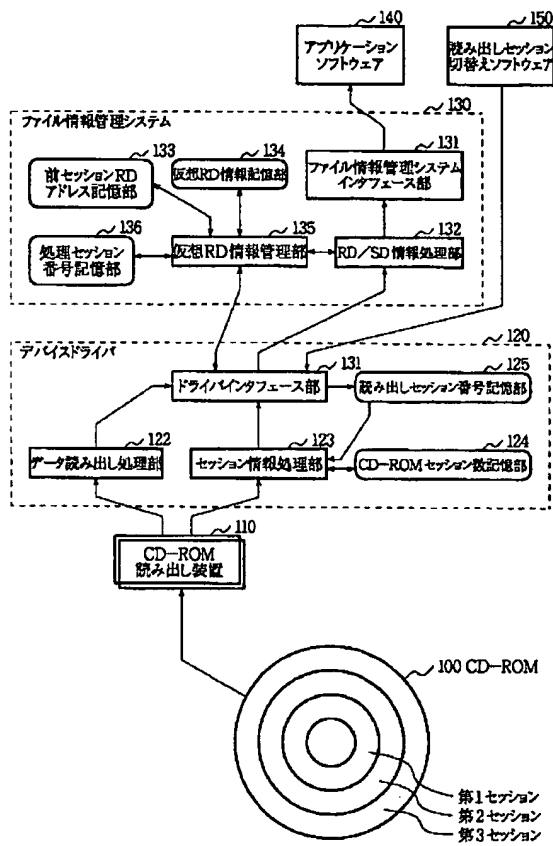 140
150
アプリケーション
ソフトウェア
読み出しセッション
切替えソフトウェア
130
ファイル情報管理システム
133
134
131
前セッションRD
アドレス記憶部
仮想RD情報記憶部
ファイル情報管理システム
インタフェース部
136
135
132
処理セッション
番号記憶部
仮想RD情報管理部
RD/SD情報処理部
120
デバイスドライバ
131
125
ドライバインタフェース部
読み出しセッション番号記憶部
122
123
124
データ読み出し処理部
セッション情報処理部
CD-ROMセッション数記憶部
110
CD-ROM
読み出し装置
100 CD-ROM
第1セッション
第2セッション
第3セッション